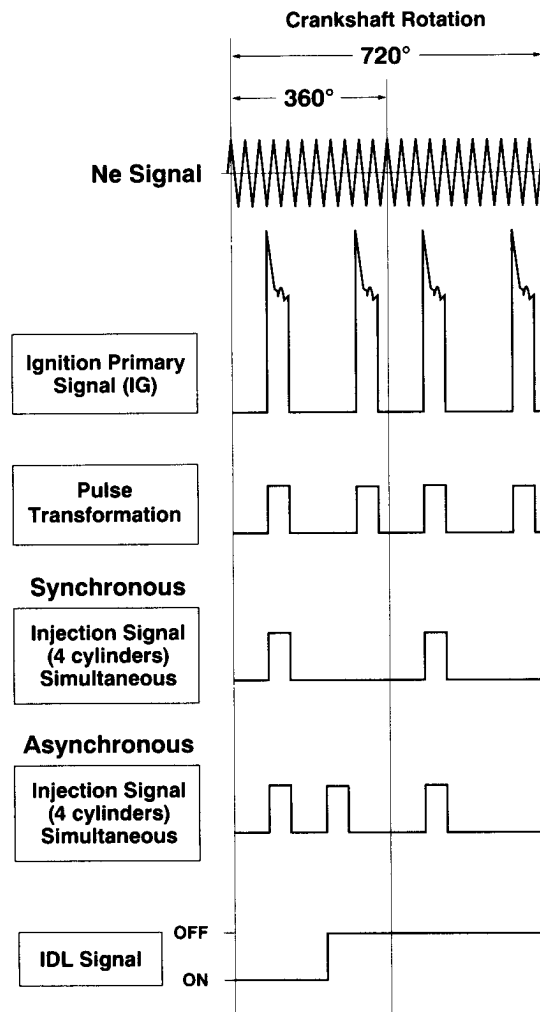 Crankshaft Rotation
720°
360°
Ne Signal
Ignition Primary
Signal (IG)
Pulse
Transformation
Synchronous
Injection Signal
(4 cylinders)
Simultaneous
Asynchronous
Injection Signal
(4 cylinders)
Simultaneous
OFF
IDL Signal
ON